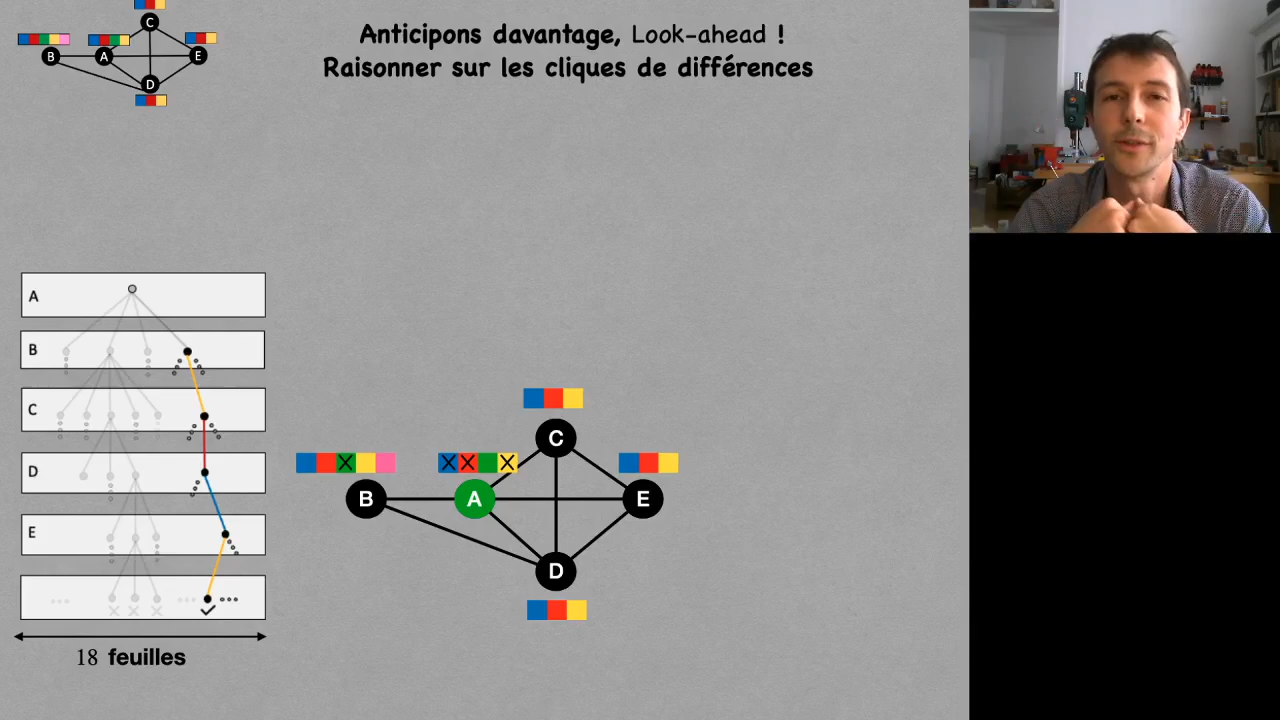 Anticipons davantage, Look-ahead !
Raisonner sur les cliques de différences
C
B A E
D
A
B
C
D
E
18 feuilles
C
B A E
D